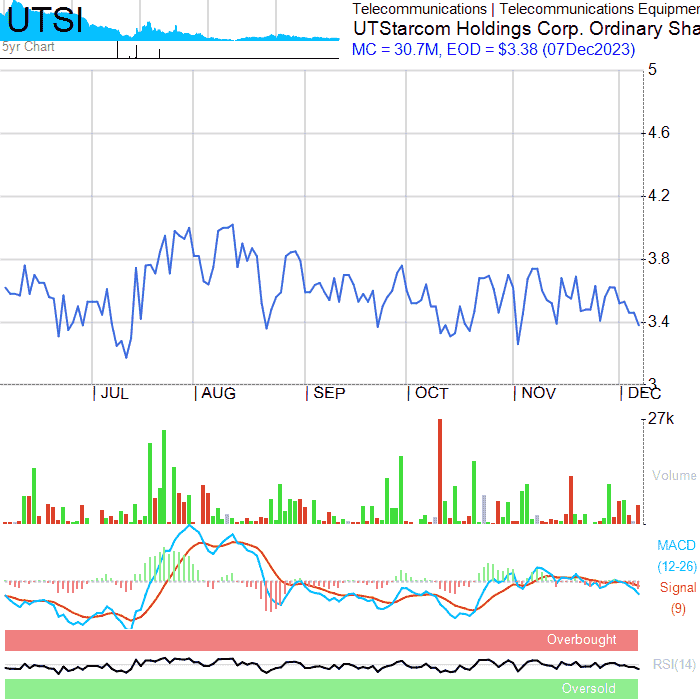 UTSI
5yr Chart
Telecommunications | Telecommunications Equipmen
UTStarcom Holdings Corp. Ordinary Sha
MC = 30.7M, EOD = $3.38 (07Dec2023)
5
4.6
4.2
3.8
3.4
3
JUL
AUG
SEP
OCT
NOV
DEC
27k
Volume
MACD
(12-26)
Signal
(9)
Overbought
RSI(14)
Oversold